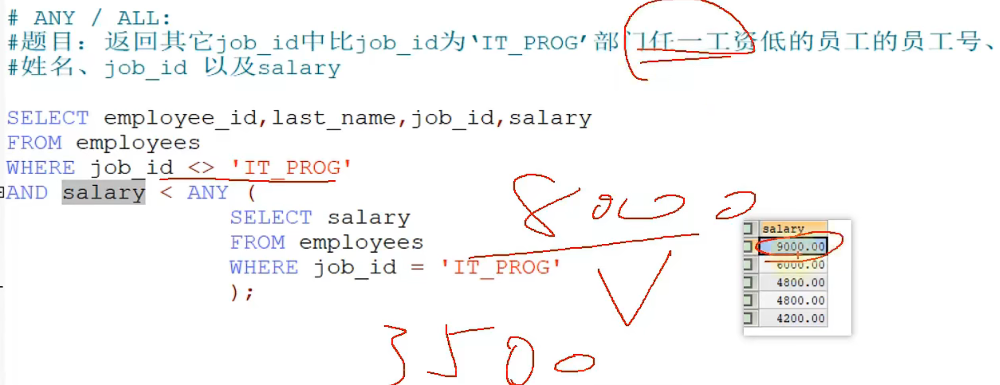 # ANY / ALL:
#题目：返回其它job_id中比job_id为‘IT_PROG’部门任一工资低的员工的员工号、
#姓名、job_id 以及salary
SELECT employee_id,last_name,job_id,salary
FROM employees
WHERE job_id <> 'IT_PROG'
AND salary < ANY (
SELECT salary
FROM employees
WHERE job_id = 'IT_PROG'
);
8000
salary
9000.00
6000.00
4800.00
4800.00
4200.00
3500